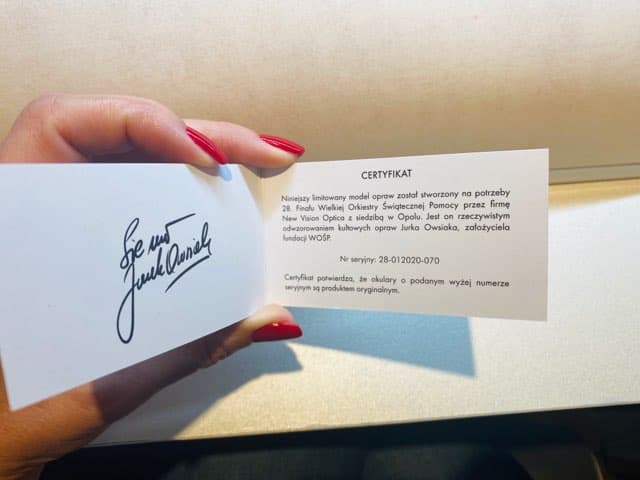 Się ma
Jurek Owsiak
CERTYFIKAT
Niniejszy limitowany model opraw został stworzony na potrzeby
28. Finału Wielkiej Orkiestry Świątecznej Pomocy przez firmę
New Vision Optica z siedzibą w Opolu. Jest on rzeczywistym
odwzorowaniem kultowych opraw Jurka Owsiaka, założyciela
fundacji WOŚP.
Nr seryjny: 28-012020-070
Certyfikat potwierdza, że okulary o podanym wyżej numerze
seryjnym są produktem oryginalnym.